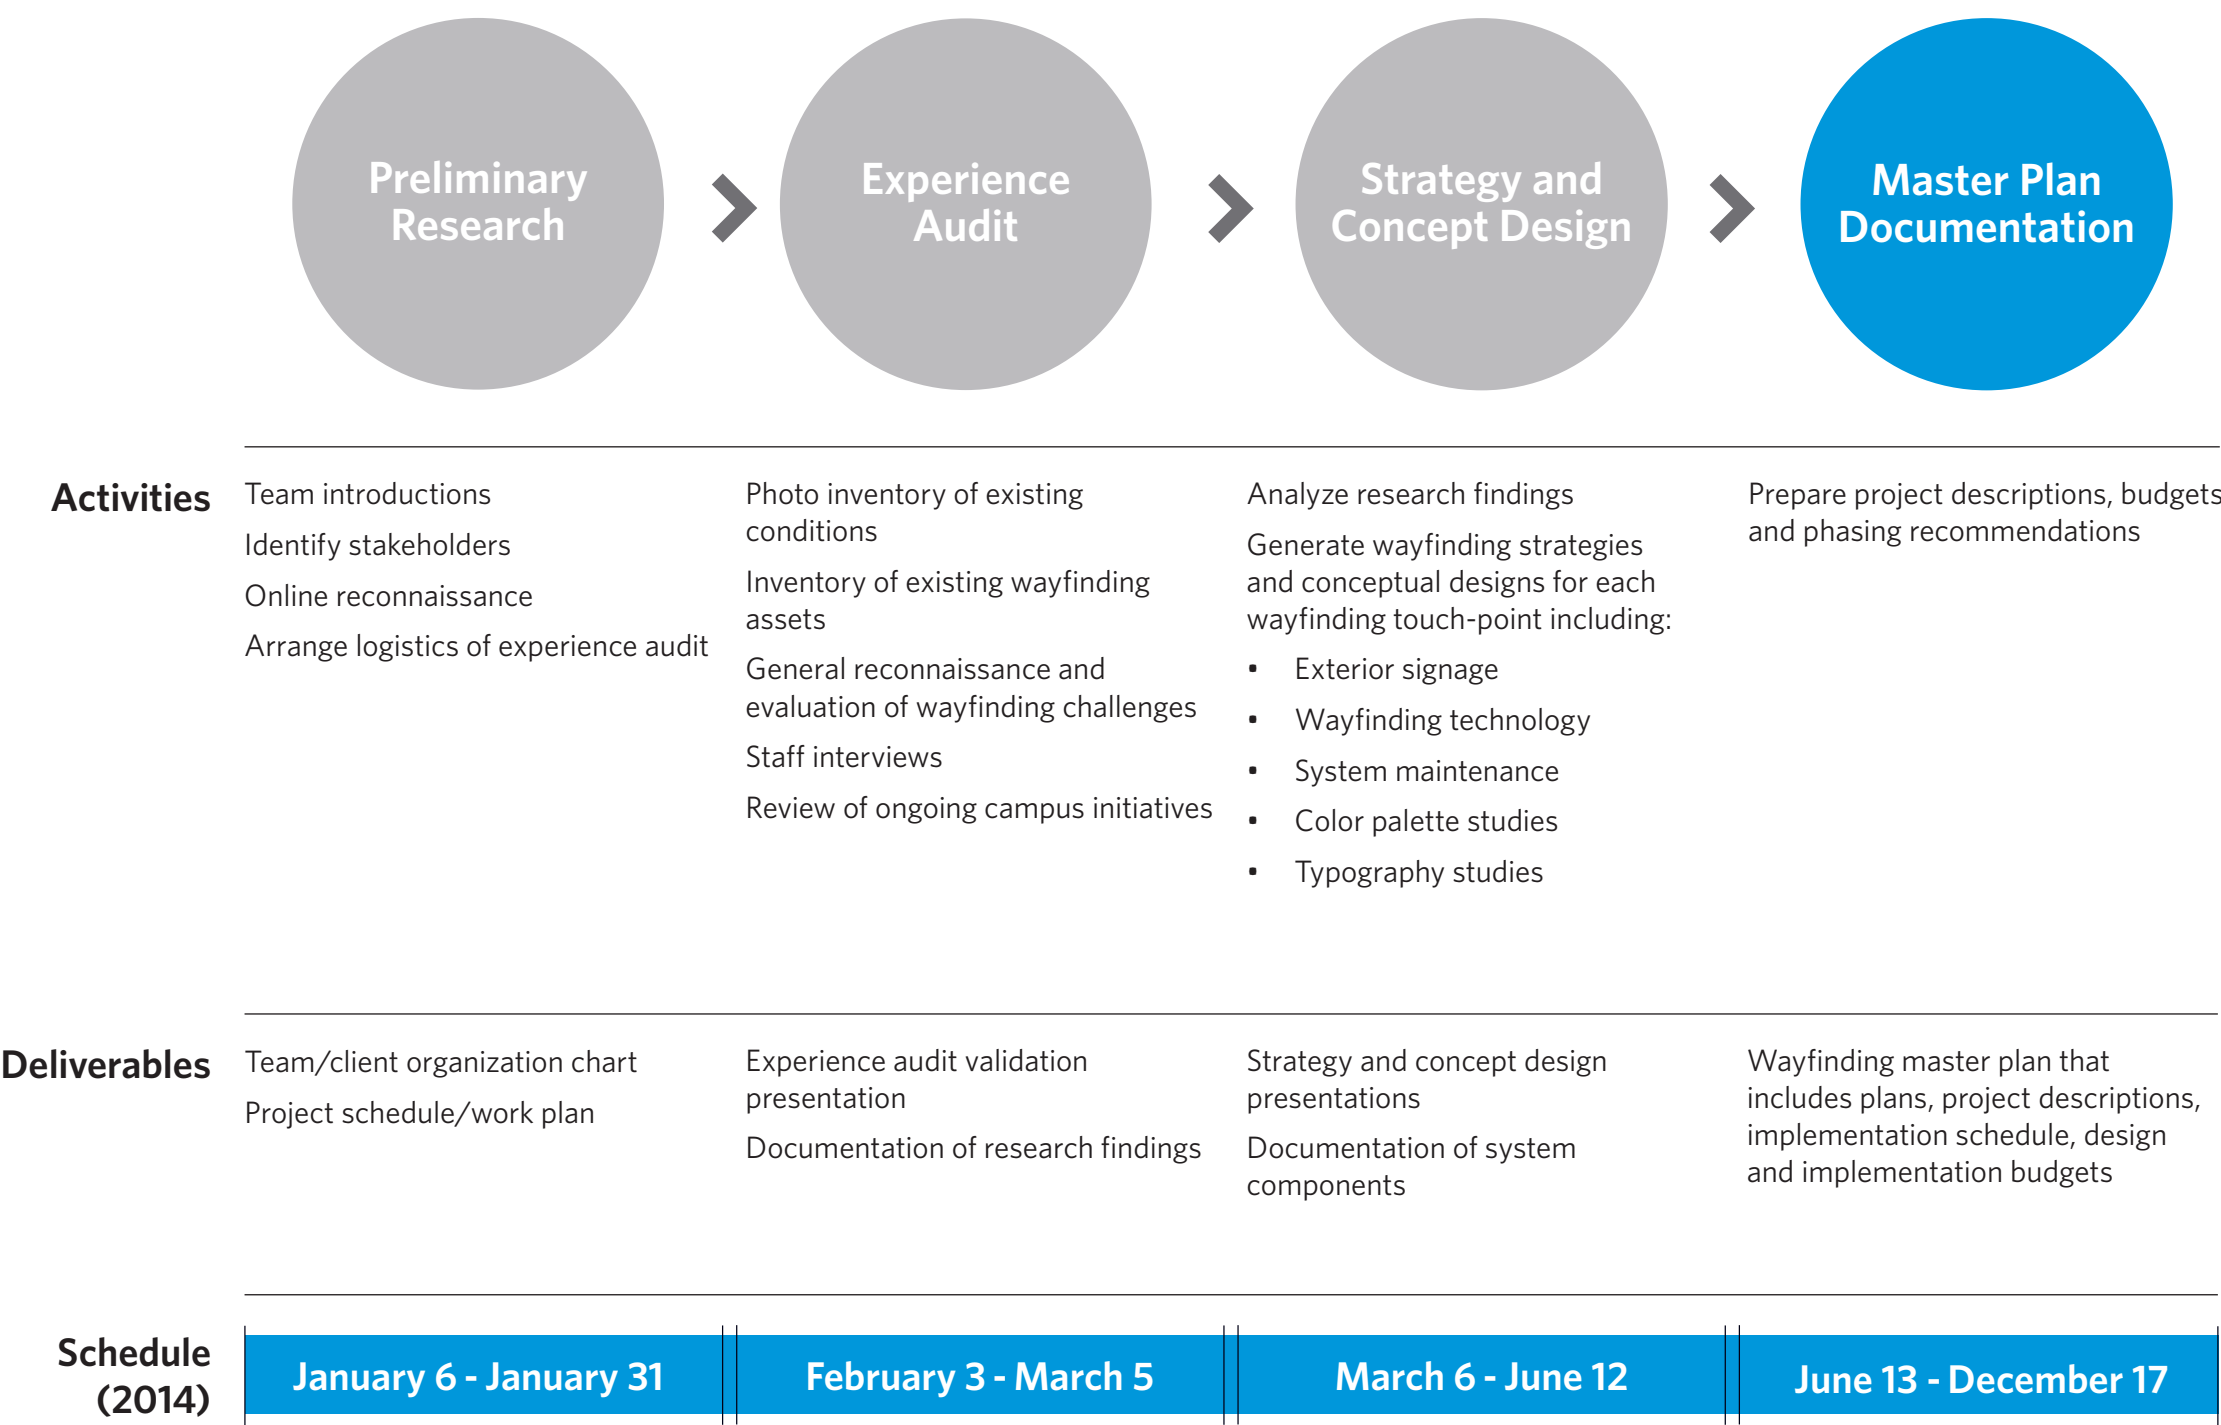 Preliminary
Research
Experience
Audit
Strategy and
Concept Design
Master Plan
Documentation
Activities
Team introductions
Identify stakeholders
Online reconnaissance
Arrange logistics of experience audit
Photo inventory of existing
conditions
Inventory of existing wayfinding
assets
General reconnaissance and
evaluation of wayfinding challenges
Staff interviews
Review of ongoing campus initiatives
Analyze research findings
Generate wayfinding strategies
and conceptual designs for each
wayfinding touch-point including:
• Exterior signage
• Wayfinding technology
• System maintenance
• Color palette studies
• Typography studies
Prepare project descriptions, budgets
and phasing recommendations
Deliverables
Team/client organization chart
Project schedule/work plan
Experience audit validation
presentation
Documentation of research findings
Strategy and concept design
presentations
Documentation of system
components
Wayfinding master plan that
includes plans, project descriptions,
implementation schedule, design
and implementation budgets
Schedule
(2014)
January 6 - January 31
February 3 - March 5
March 6 - June 12
June 13 - December 17